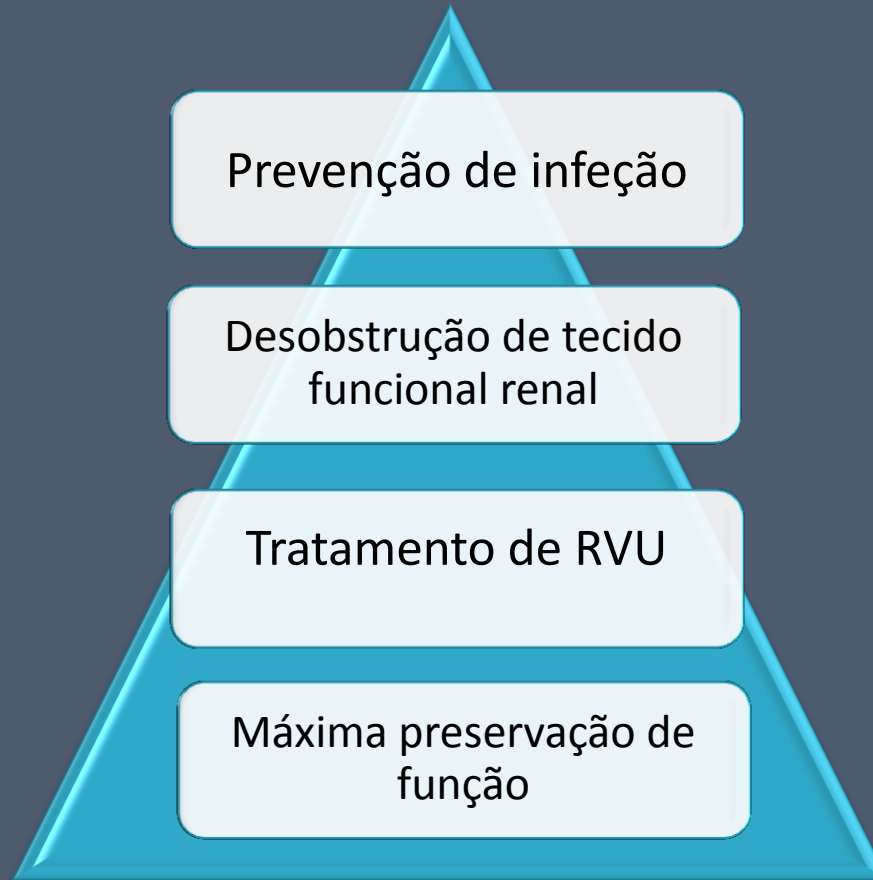 Prevenção de infeção
Desobstrução de tecido
funcional renal
Tratamento de RVU
Máxima preservação de
função